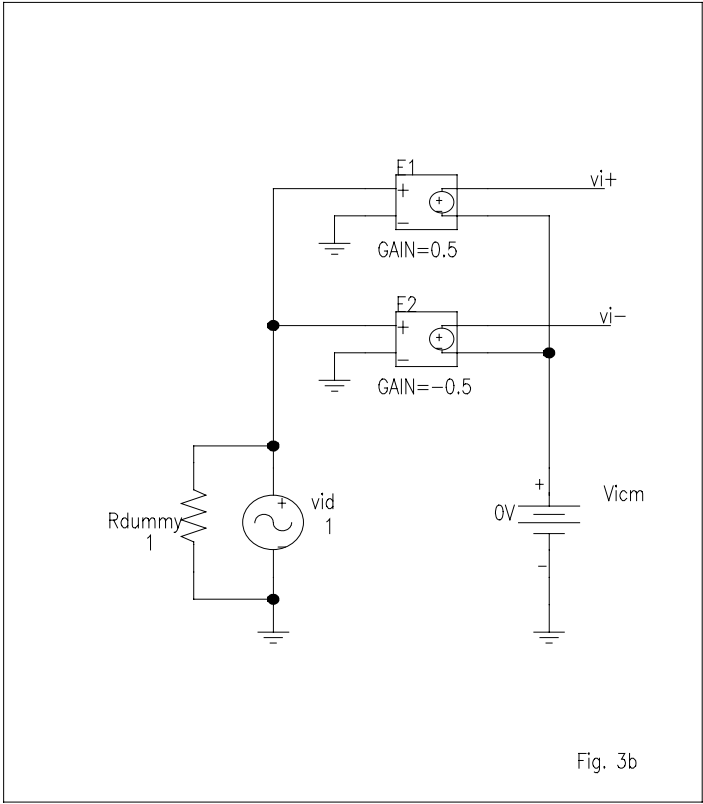 E1
vi+
+
+
−
−
GAIN=0.5
E2
vi−
+
+
−
−
GAIN=−0.5
+
Vicm
0V
−
+
vid
1
−
Rdummy
1
Fig. 3b